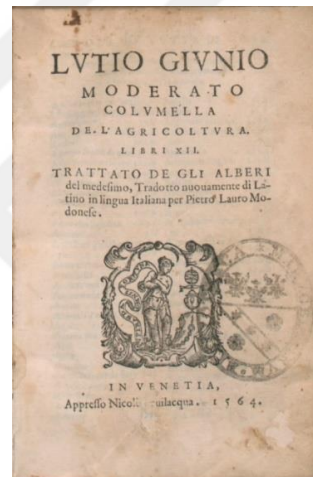 LVTIO GIVNIO
MODERATO
COLVMELLA
DE L'AGRICOLTVRA.
LIBRI XII.
TRATTATO DE GLI ALBERI
del medesimo, Tradotto nuouamente di La-
tino in lingua Italiana per Pietro Lauro Mo-
donese.
IN VENETIA,
Appresso Nicolò 1564.